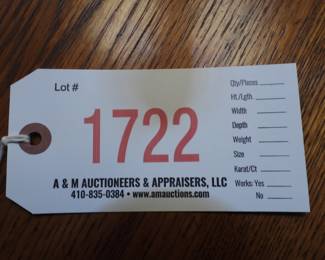 Lot #
1722
A & M AUCTIONEERS & APPRAISERS, LLC
410-835-0384 • www.amauctions.com
Qty/Pieces
Ht./Lgth.
Width
Depth
Weight
Size
Karat/Ct
Works: Yes
No